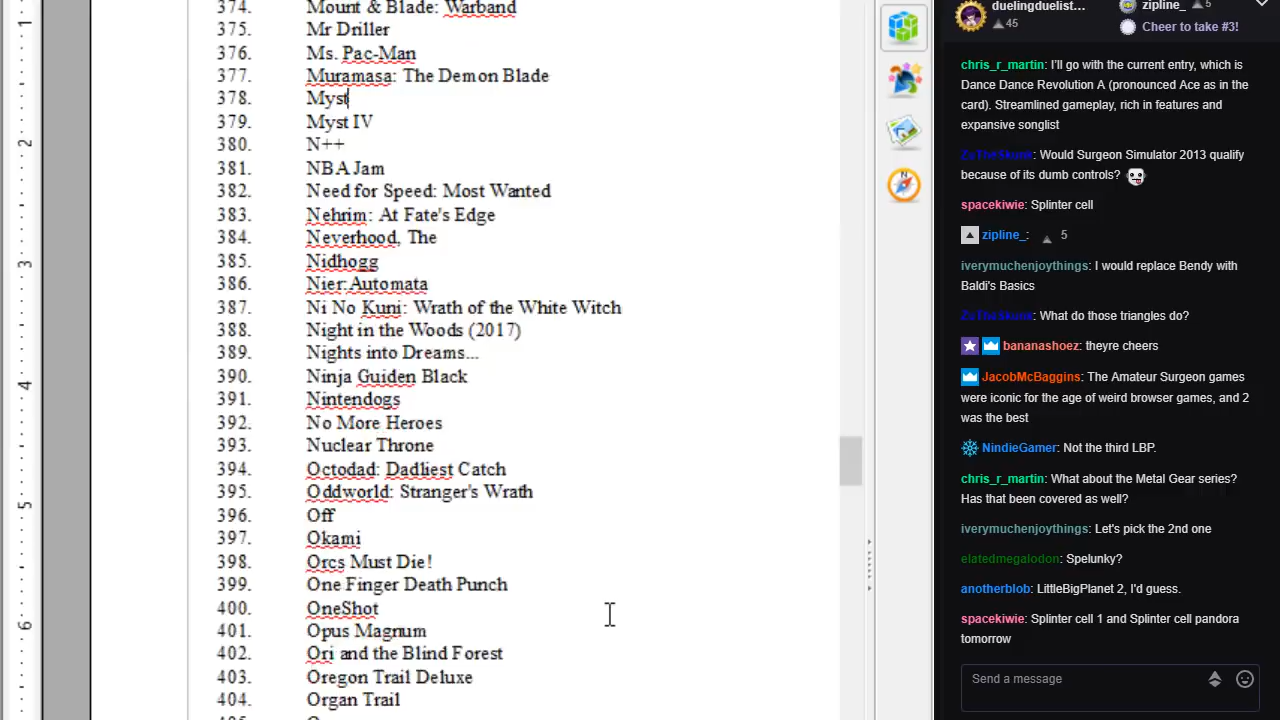 374. Mount & Blade: Warband
375. Mr Driller
376. Ms. Pac-Man
377. Muramasa: The Demon Blade
378. Myst
379. Myst IV
380. N++
381. NBA Jam
382. Need for Speed: Most Wanted
383. Nehrim: At Fate's Edge
384. Neverhood, The
385. Nidhogg
386. Nier:Automata
387. Ni No Kuni: Wrath of the White Witch
388. Night in the Woods (2017)
389. Nights into Dreams...
390. Ninja Guiden Black
391. Nintendogs
392. No More Heroes
393. Nuclear Throne
394. Octodad: Dadliest Catch
395. Oddworld: Stranger's Wrath
396. Off
397. Okami
398. Orcs Must Die!
399. One Finger Death Punch
400. OneShot
401. Opus Magnum
402. Ori and the Blind Forest
403. Oregon Trail Deluxe
404. Organ Trail
1
2
3
4
5
6
N
duelingduelist...
45
zipline_ 5
Cheer to take #3!
chris_r_martin: I'll go with the current entry, which is
Dance Dance Revolution A (pronounced Ace as in the
card). Streamlined gameplay, rich in features and
expansive songlist
ZuTheSkunk: Would Surgeon Simulator 2013 qualify
because of its dumb controls?
spacekiwie: Splinter cell
zipline_: 5
iverymuchenjoythings: I would replace Bendy with
Baldi's Basics
ZuTheSkunk: What do those triangles do?
bananashoez: theyre cheers
JacobMcBaggins: The Amateur Surgeon games
were iconic for the age of weird browser games, and 2
was the best
NindieGamer: Not the third LBP.
chris_r_martin: What about the Metal Gear series?
Has that been covered as well?
iverymuchenjoythings: Let's pick the 2nd one
elatedmegalodon: Spelunky?
anotherblob: LittleBigPlanet 2, I'd guess.
spacekiwie: Splinter cell 1 and Splinter cell pandora
tomorrow
Send a message